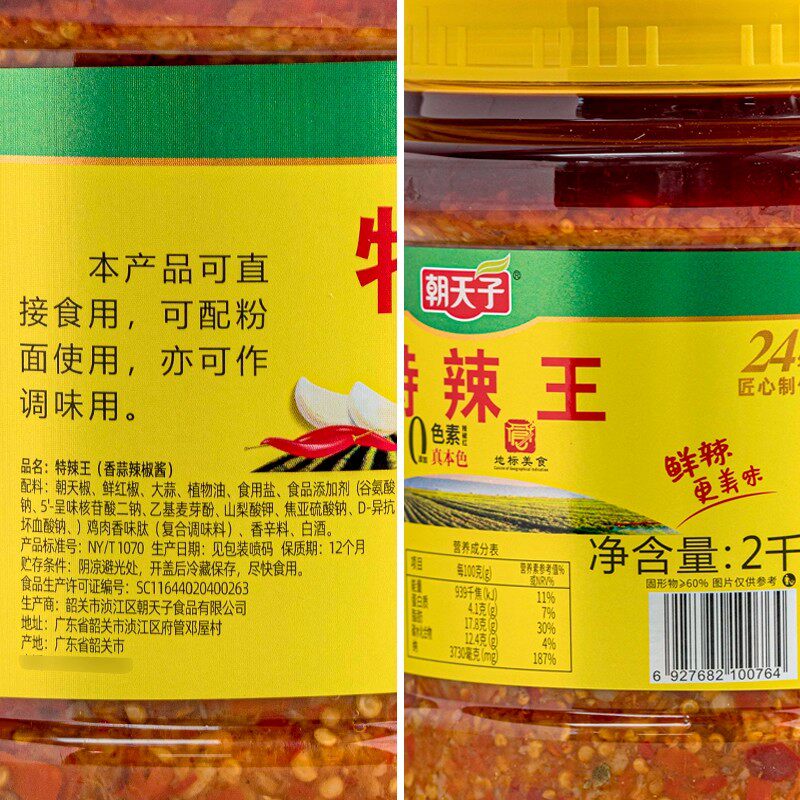 本产品可直
接食用，可配粉
面使用，亦可作
调味用。
品名：特辣王（香蒜辣椒酱）
配料：朝天椒、鲜红椒、大蒜、植物油、食用盐、食品添加剂（谷氨酸
钠、5'-呈味核苷酸二钠、乙基麦芽酚、山梨酸钾、焦亚硫酸钠、D-异抗
坏血酸钠、）鸡肉香味肽（复合调味料）、香辛料、白酒。
产品标准号：NY/T1070 生产日期：见包装喷码 保质期：12个月
贮存条件：阴凉避光处，开盖后冷藏保存，尽快食用。
食品生产许可证编号：SC11644020400263
生产商：韶关市浈江区朝天子食品有限公司
地址：广东省韶关市浈江区府管邓屋村
产地：广东省韶关市
朝天子®
特辣王
24
匠心制
0色素
真本色
地标美食
鲜辣
更美味
净含量：2千
固形物≥60% 图片仅供参考
营养成分表
项目 每100克(g) 营养素参考值%或NRV%
能量 939千焦(kJ) 11%
蛋白质 4.1克(g) 7%
脂肪 17.8克(g) 30%
碳水化合物 12.4克(g) 4%
钠 3730毫克(mg) 187%
6 927682 100764